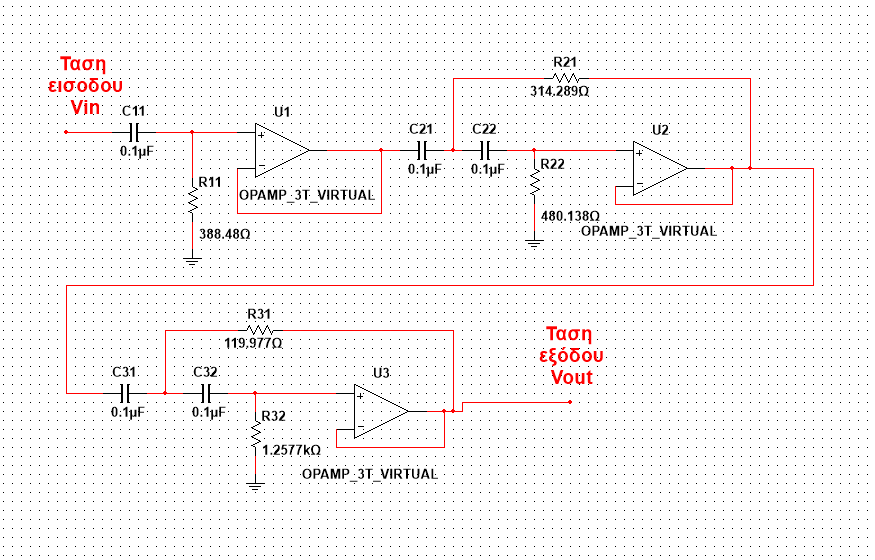 Ταση
εισοδου
Vin
C11
0.1µF
R11
388.48Ω
U1
OPAMP_3T_VIRTUAL
C21
0.1µF
C22
0.1µF
R21
314.289Ω
R22
480.138Ω
U2
OPAMP_3T_VIRTUAL
C31
0.1µF
C32
0.1µF
R31
119.977Ω
R32
1.2577kΩ
U3
OPAMP_3T_VIRTUAL
Ταση
εξόδου
Vout